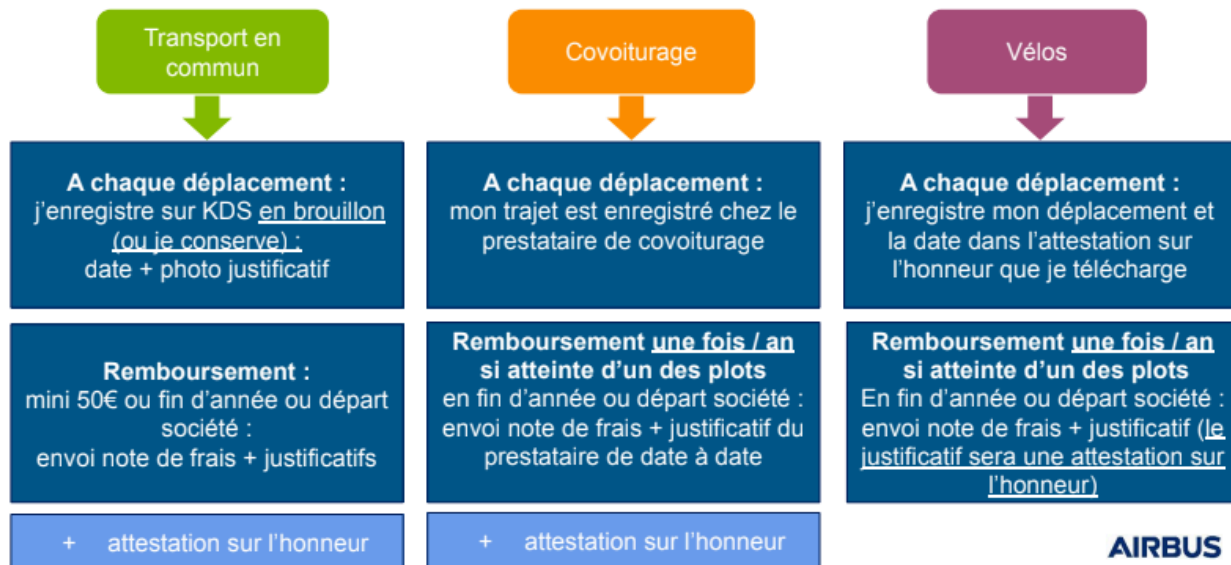 Transport en
commun
A chaque déplacement :
j'enregistre sur KDS en brouillon
(ou je conserve) :
date + photo justificatif
Remboursement :
mini 50€ ou fin d'année ou départ
société :
envoi note de frais + justificatifs
+ attestation sur l'honneur
Covoiturage
A chaque déplacement :
mon trajet est enregistré chez le
prestataire de covoiturage
Remboursement une fois / an
si atteinte d'un des plots
en fin d'année ou départ société :
envoi note de frais + justificatif du
prestataire de date à date
+ attestation sur l'honneur
Vélos
A chaque déplacement :
j'enregistre mon déplacement et
la date dans l'attestation sur
l'honneur que je télécharge
Remboursement une fois / an
si atteinte d'un des plots
En fin d'année ou départ société :
envoi note de frais + justificatif (le
justificatif sera une attestation sur
l'honneur)
AIRBUS